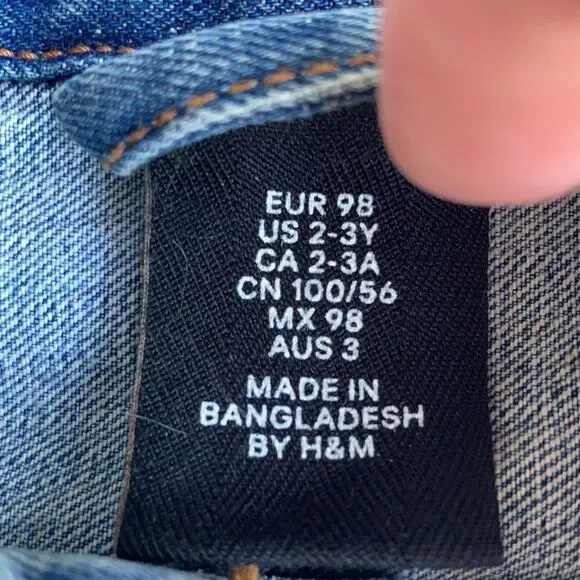 EUR 98
US 2-3Y
CA 2-3A
CN 100/56
MX 98
AUS 3
MADE IN
BANGLADESH
BY H&M